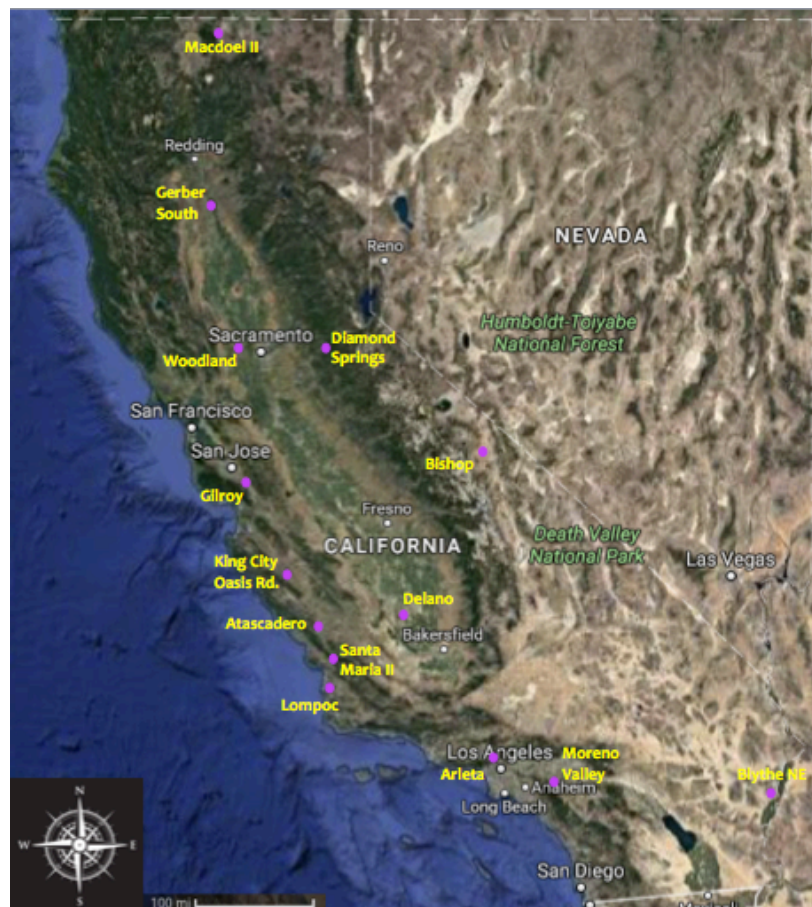 Macdoel II
Redding
Gerber
South
Reno
NEVADA
Sacramento
Diamond
Springs
Woodland
Humboldt-Toiyabe
National Forest
San Francisco
San Jose
Bishop
Gilroy
Fresno
CALIFORNIA
Death Valley
National Park
Las Vegas
King City
Oasis Rd.
Delano
Atascadero
Bakersfield
Santa
Maria II
Lompoc
Los Angeles
Moreno
Valley
Arleta
Anaheim
Long Beach
Blythe NE
N
W
E
S
San Diego
100 mi